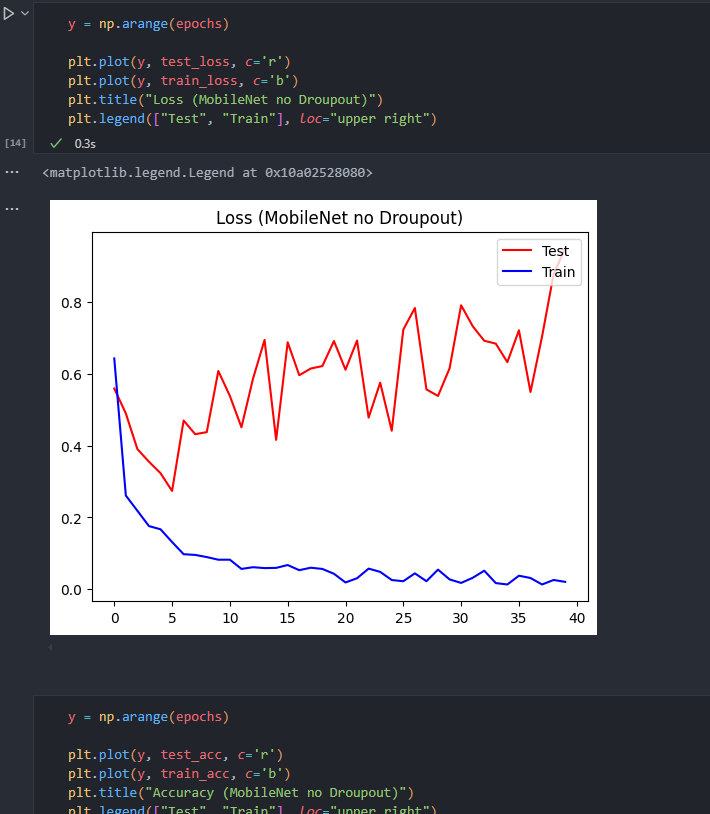 y = np.arange(epochs)
plt.plot(y, test_loss, c='r')
plt.plot(y, train_loss, c='b')
plt.title("Loss (MobileNet no Droupout)")
plt.legend(["Test", "Train"], loc="upper right")
[14]
0.3s
...
<matplotlib.legend.Legend at 0x10a02528080>
...
Loss (MobileNet no Droupout)
Test
Train
0.8
0.6
0.4
0.2
0.0
0 5 10 15 20 25 30 35 40
y = np.arange(epochs)
plt.plot(y, test_acc, c='r')
plt.plot(y, train_acc, c='b')
plt.title("Accuracy (MobileNet no Droupout)")
plt.legend(["Test", "Train"], loc="upper right")